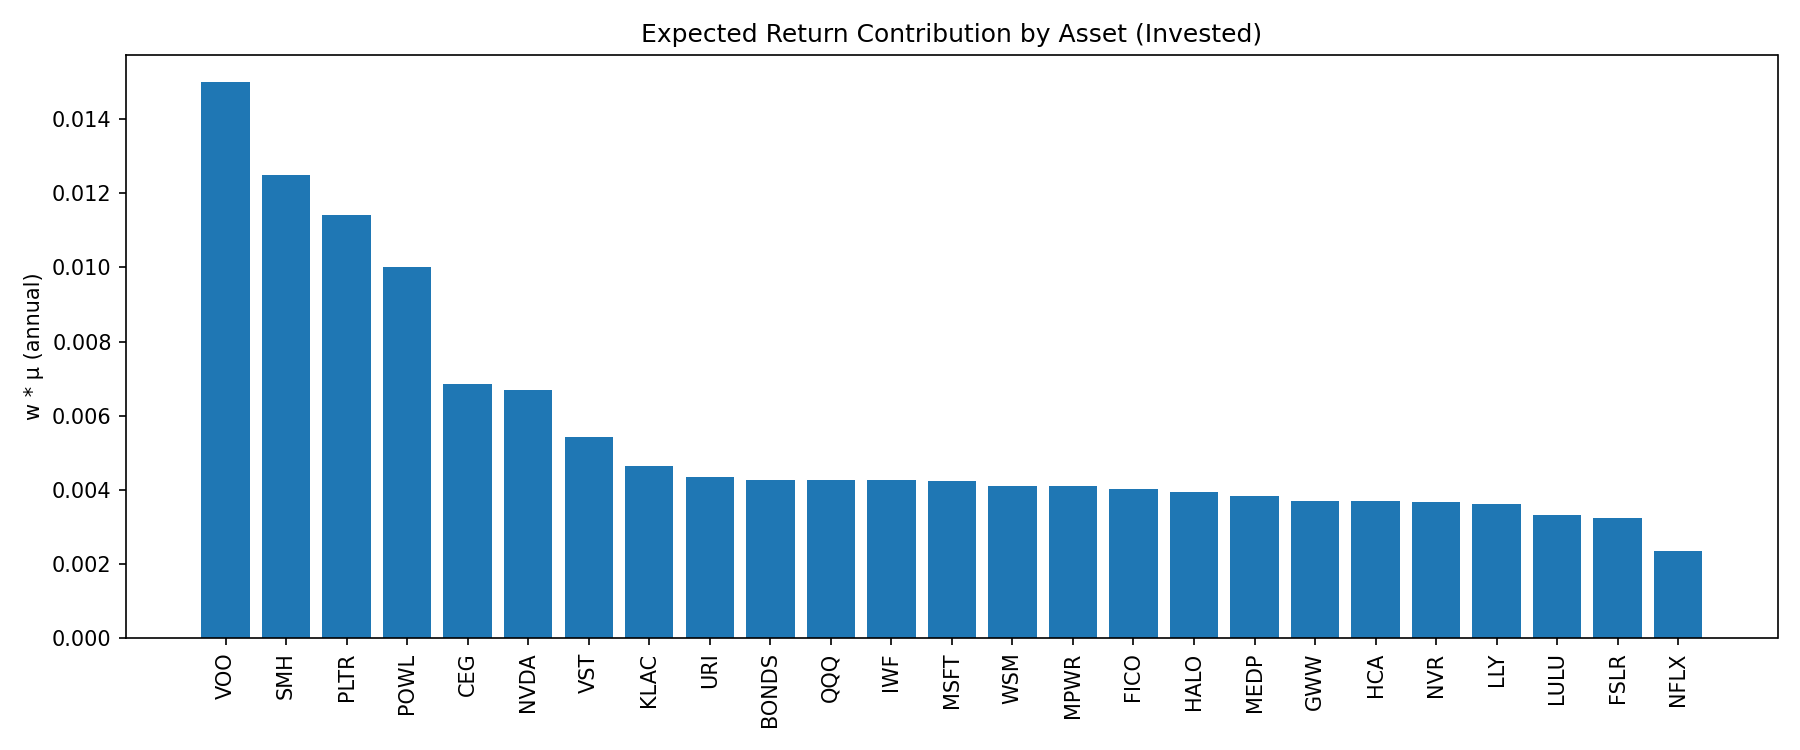 Expected Return Contribution by Asset (Invested)
w * μ (annual)
0.014
0.012
0.010
0.008
0.006
0.004
0.002
0.000
VOO
SMH
PLTR
POWL
CEG
NVDA
VST
KLAC
URI
BONDS
QQQ
IWF
MSFT
WSM
MPWR
FICO
HALO
MEDP
GWW
HCA
NVR
LLY
LULU
FSLR
NFLX